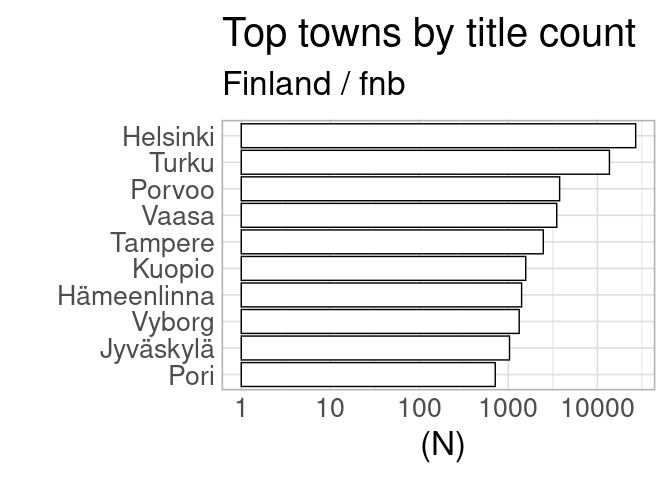 Top towns by title count
Finland / fnb
Helsinki
Turku
Porvoo
Vaasa
Tampere
Kuopio
Hämeenlinna
Vyborg
Jyväskylä
Pori
1 10 100 1000 10000
(N)